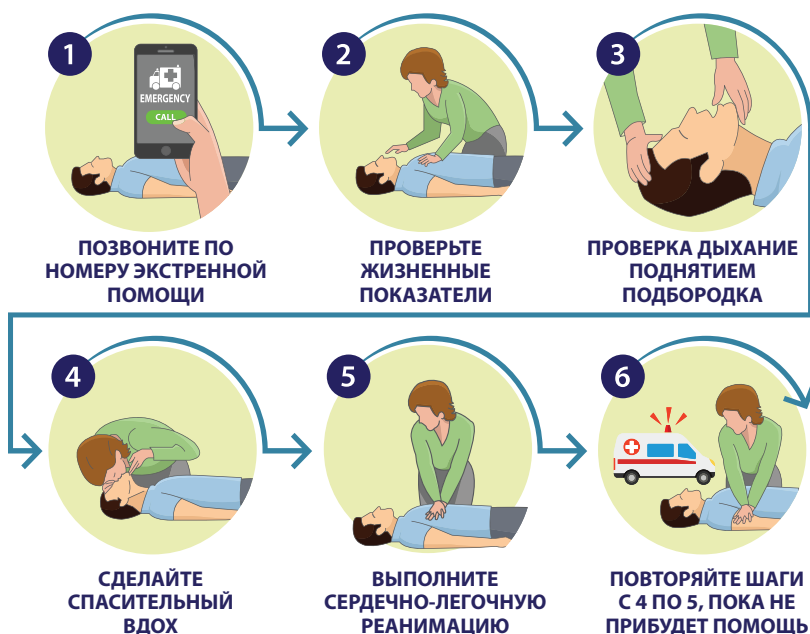 1
EMERGENCY
CALL
ПОЗВОНИТЕ ПО
НОМЕРУ ЭКСТРЕННОЙ
ПОМОЩИ
2
ПРОВЕРЬТЕ
ЖИЗНЕННЫЕ
ПОКАЗАТЕЛИ
3
ПРОВЕРКА ДЫХАНИЕ
ПОДНЯТИЕМ
ПОДБОРОДКА
4
СДЕЛАЙТЕ
СПАСИТЕЛЬНЫЙ
ВДОХ
5
ВЫПОЛНИТЕ
СЕРДЕЧНО-ЛЕГОЧНУЮ
РЕАНИМАЦИЮ
6
ПОВТОРЯЙТЕ ШАГИ
С 4 ПО 5, ПОКА НЕ
ПРИБУДЕТ ПОМОЩЬ